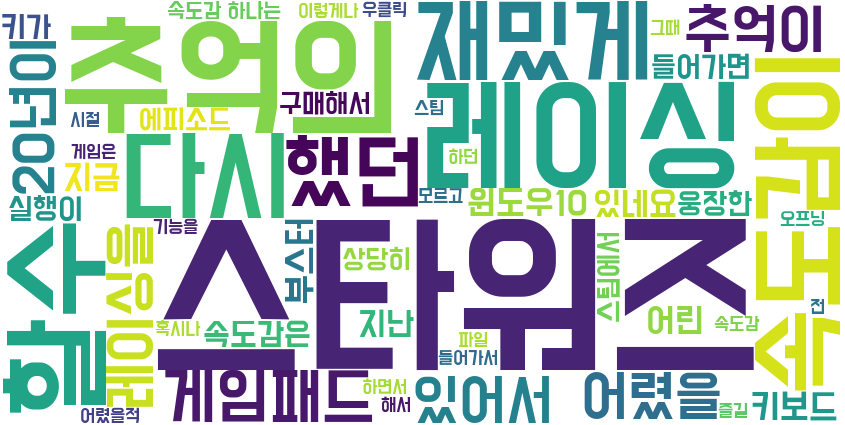 키가
속도감 하나는
이렇게나
우클릭
그때
추억이
추억의
재밌게
들어가면
20년이
구매해서
에피소드
스팀
레이싱
속도감이
시절
게임은
지금
다시
했던
하던
실행이
모르고
윈도우10
있네요
웅장한
오프닝
할수
레이싱을
기능을
스타워즈
부스터
상당히
스팀에서
어린
속도감
전
혹시나
속도감은
지난
파일
들어가서
게임패드
하면서
해서
있어서
어렸을
즐길
키보드
어렸을적